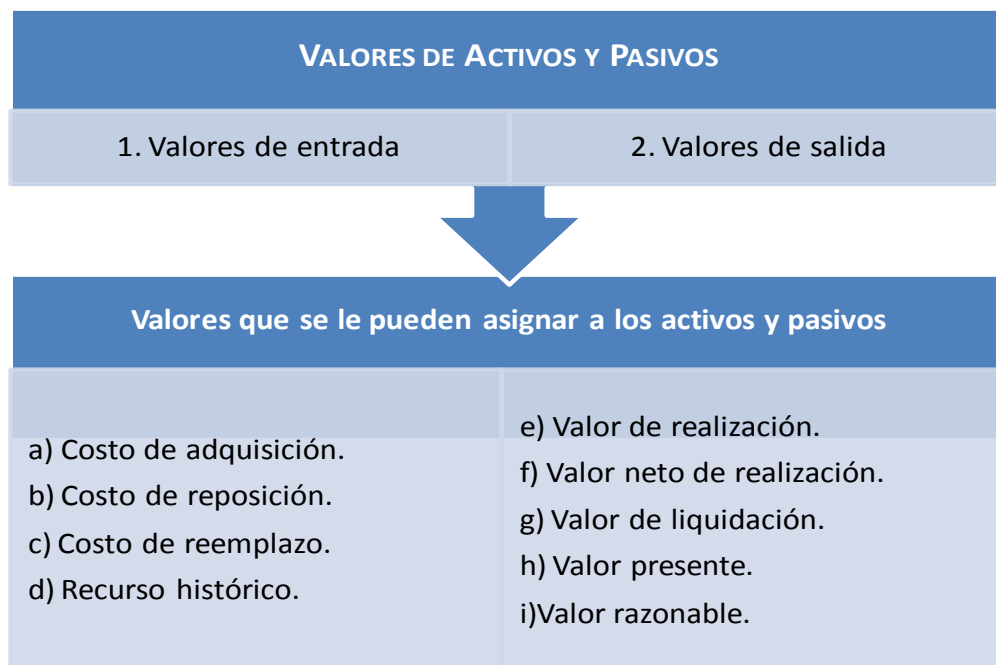 VALORES DE ACTIVOS Y PASIVOS
1. Valores de entrada
2. Valores de salida
Valores que se le pueden asignar a los activos y pasivos
a) Costo de adquisición.
b) Costo de reposición.
c) Costo de reemplazo.
d) Recurso histórico.
e) Valor de realización.
f) Valor neto de realización.
g) Valor de liquidación.
h) Valor presente.
i)Valor razonable.